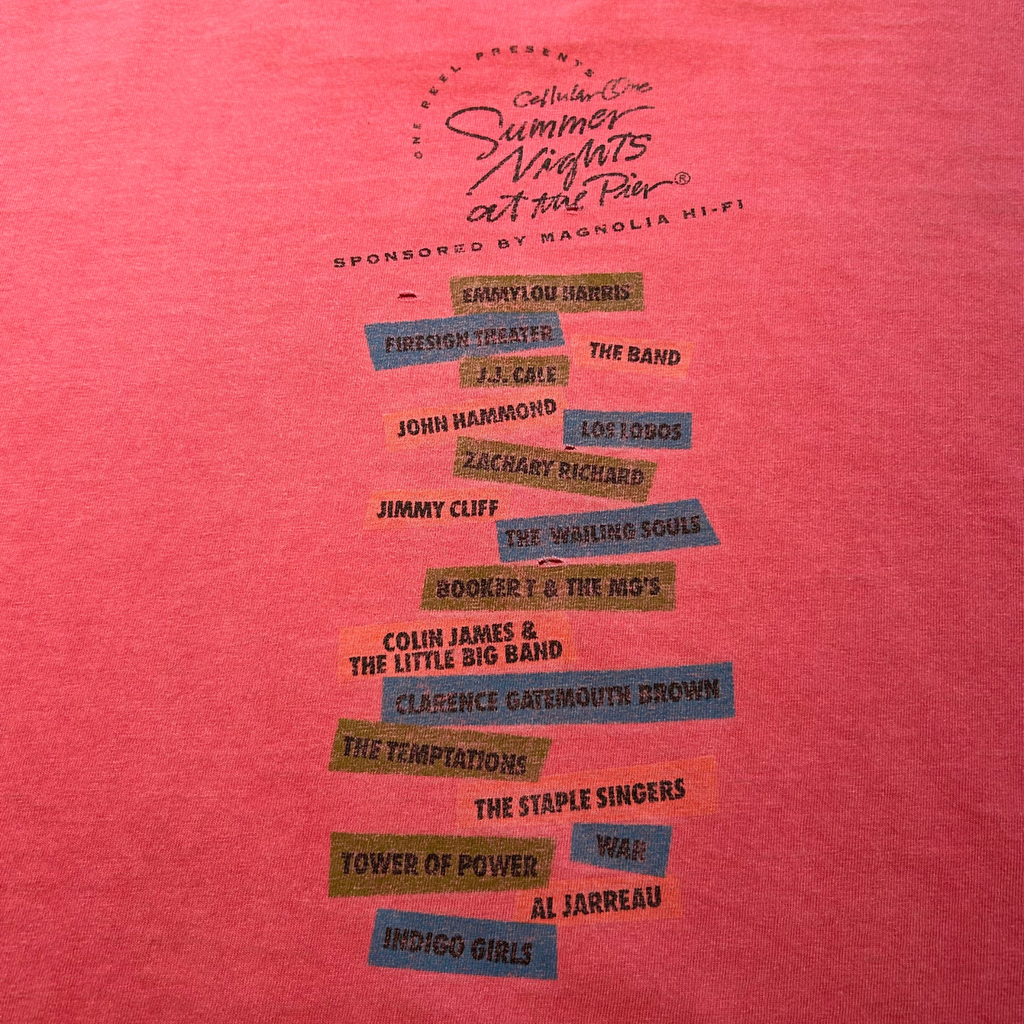 ONE REEL PRESENTS
Cellular One
Summer
Nights
at the Pier®
SPONSORED BY MAGNOLIA HI-FI
EMMYLOU HARRIS
FIRESIGN THEATER
THE BAND
J.J. CALE
JOHN HAMMOND
LOS LOBOS
ZACHARY RICHARD
JIMMY CLIFF
THE WAILING SOULS
BOOKER T & THE MG'S
COLIN JAMES &
THE LITTLE BIG BAND
CLARENCE GATEMOUTH BROWN
THE TEMPTATIONS
THE STAPLE SINGERS
WAR
TOWER OF POWER
AL JARREAU
INDIGO GIRLS